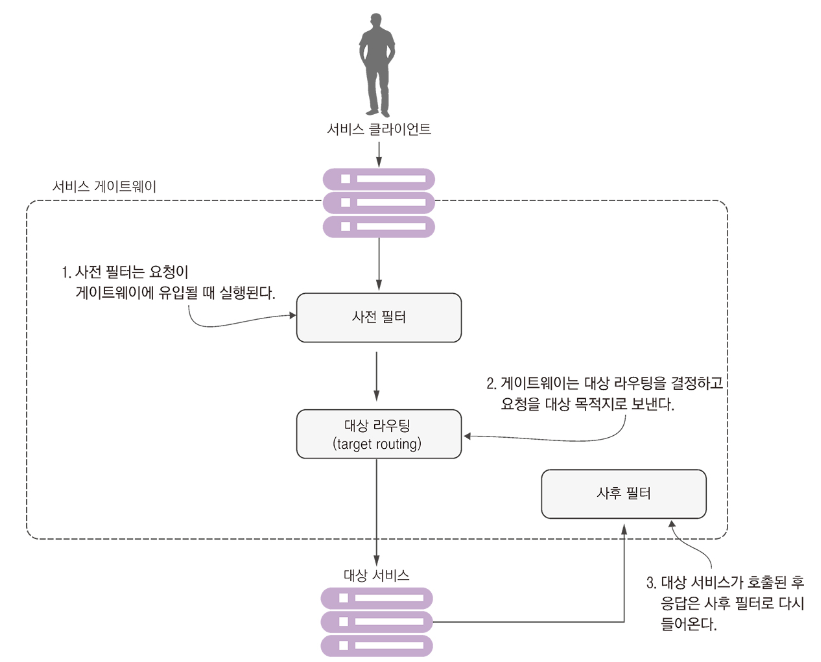 서비스 클라이언트
서비스 게이트웨이
1. 사전 필터는 요청이
게이트웨이에 유입될 때 실행된다.
사전 필터
2. 게이트웨이는 대상 라우팅을 결정하고
요청을 대상 목적지로 보낸다.
대상 라우팅
(target routing)
사후 필터
대상 서비스
3. 대상 서비스가 호출된 후
응답은 사후 필터로 다시
들어온다.